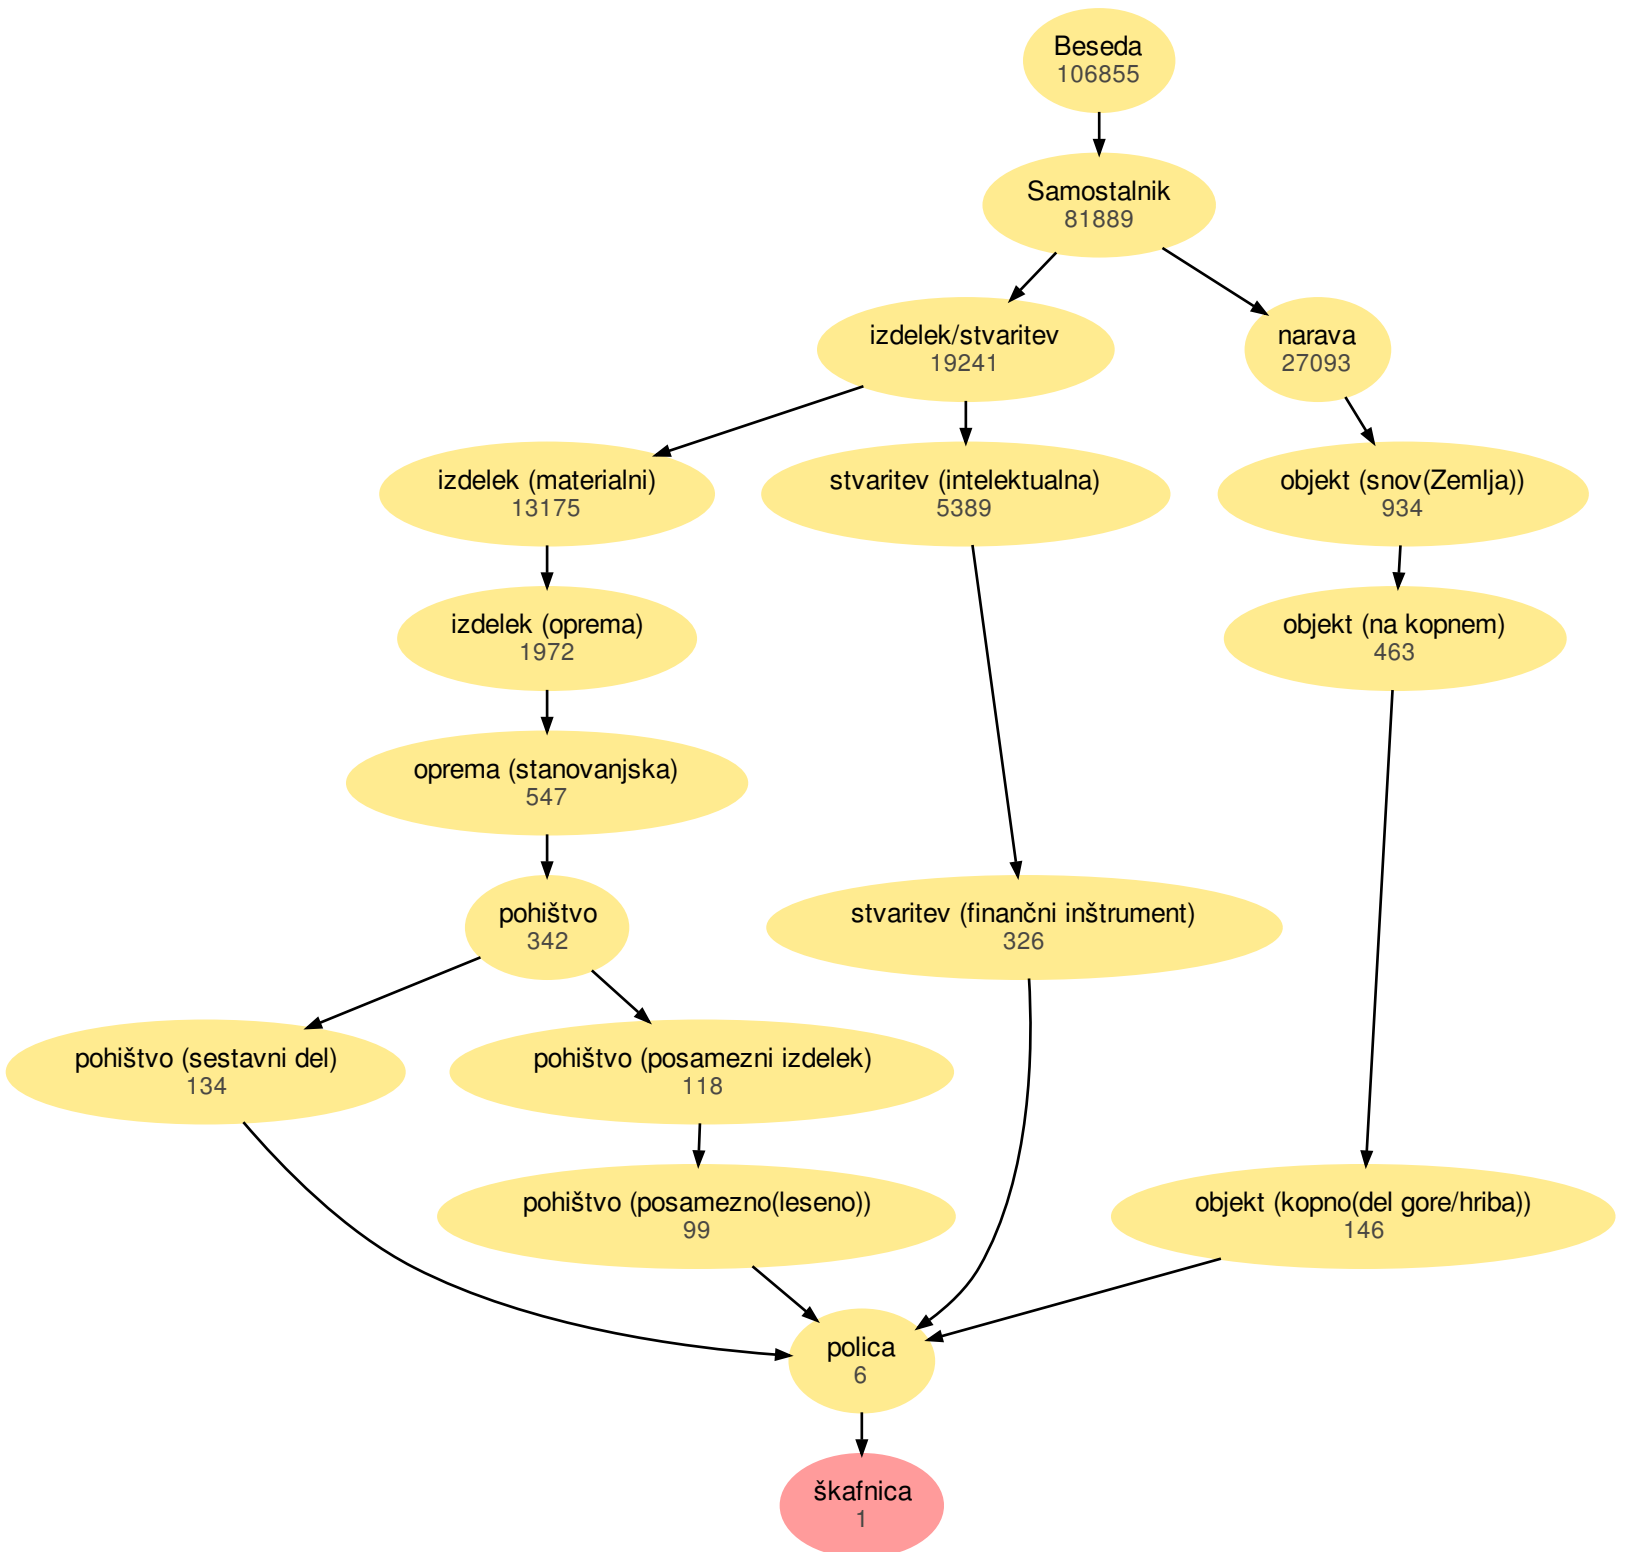 Beseda
106855
Samostalnik
81889
izdelek/stvaritev
19241
narava
27093
izdelek (materialni)
13175
stvaritev (intelektualna)
5389
objekt (snov(Zemlja))
934
izdelek (oprema)
1972
objekt (na kopnem)
463
oprema (stanovanjska)
547
pohištvo
342
stvaritev (finančni inštrument)
326
pohištvo (sestavni del)
134
pohištvo (posamezni izdelek)
118
pohištvo (posamezno(leseno))
99
objekt (kopno(del gore/hriba))
146
polica
6
škafnica
1